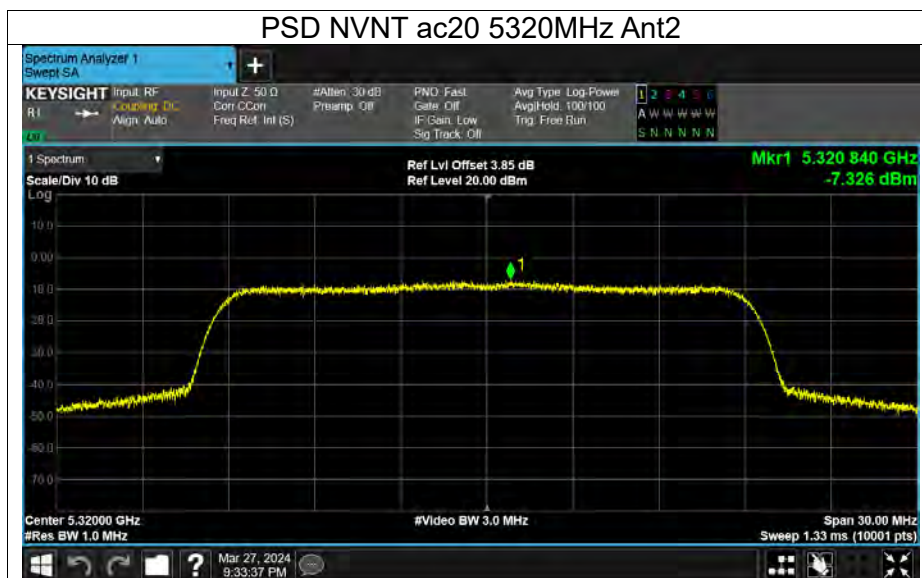 PSD NVNT ac20 5320MHz Ant2
Spectrum Analyzer 1
Swept SA
+
KEYSIGHT
R L
Input: RF
Coupling: DC
Align: Auto
Input Z: 50 Ω
Corr CCorr
Freq Ref: Int (S)
#Atten: 30 dB
Preamp: Off
PNO: Fast
Gate: Off
IF Gain: Low
Sig Track: Off
Avg Type: Log-Power
Avg|Hold: 100/100
Trig: Free Run
1 2 3 4 5 6
A W W W W W
S N N N N N
1 Spectrum
Scale/Div 10 dB
Ref Lvl Offset 3.85 dB
Ref Level 20.00 dBm
Mkr1 5.320 840 GHz
-7.326 dBm
Log
10.0
0.00
-10.0
-20.0
-30.0
-40.0
-50.0
-60.0
-70.0
1
Center 5.32000 GHz
#Res BW 1.0 MHz
#Video BW 3.0 MHz
Span 30.00 MHz
Sweep 1.33 ms (10001 pts)
?
Mar 27, 2024
9:33:37 PM